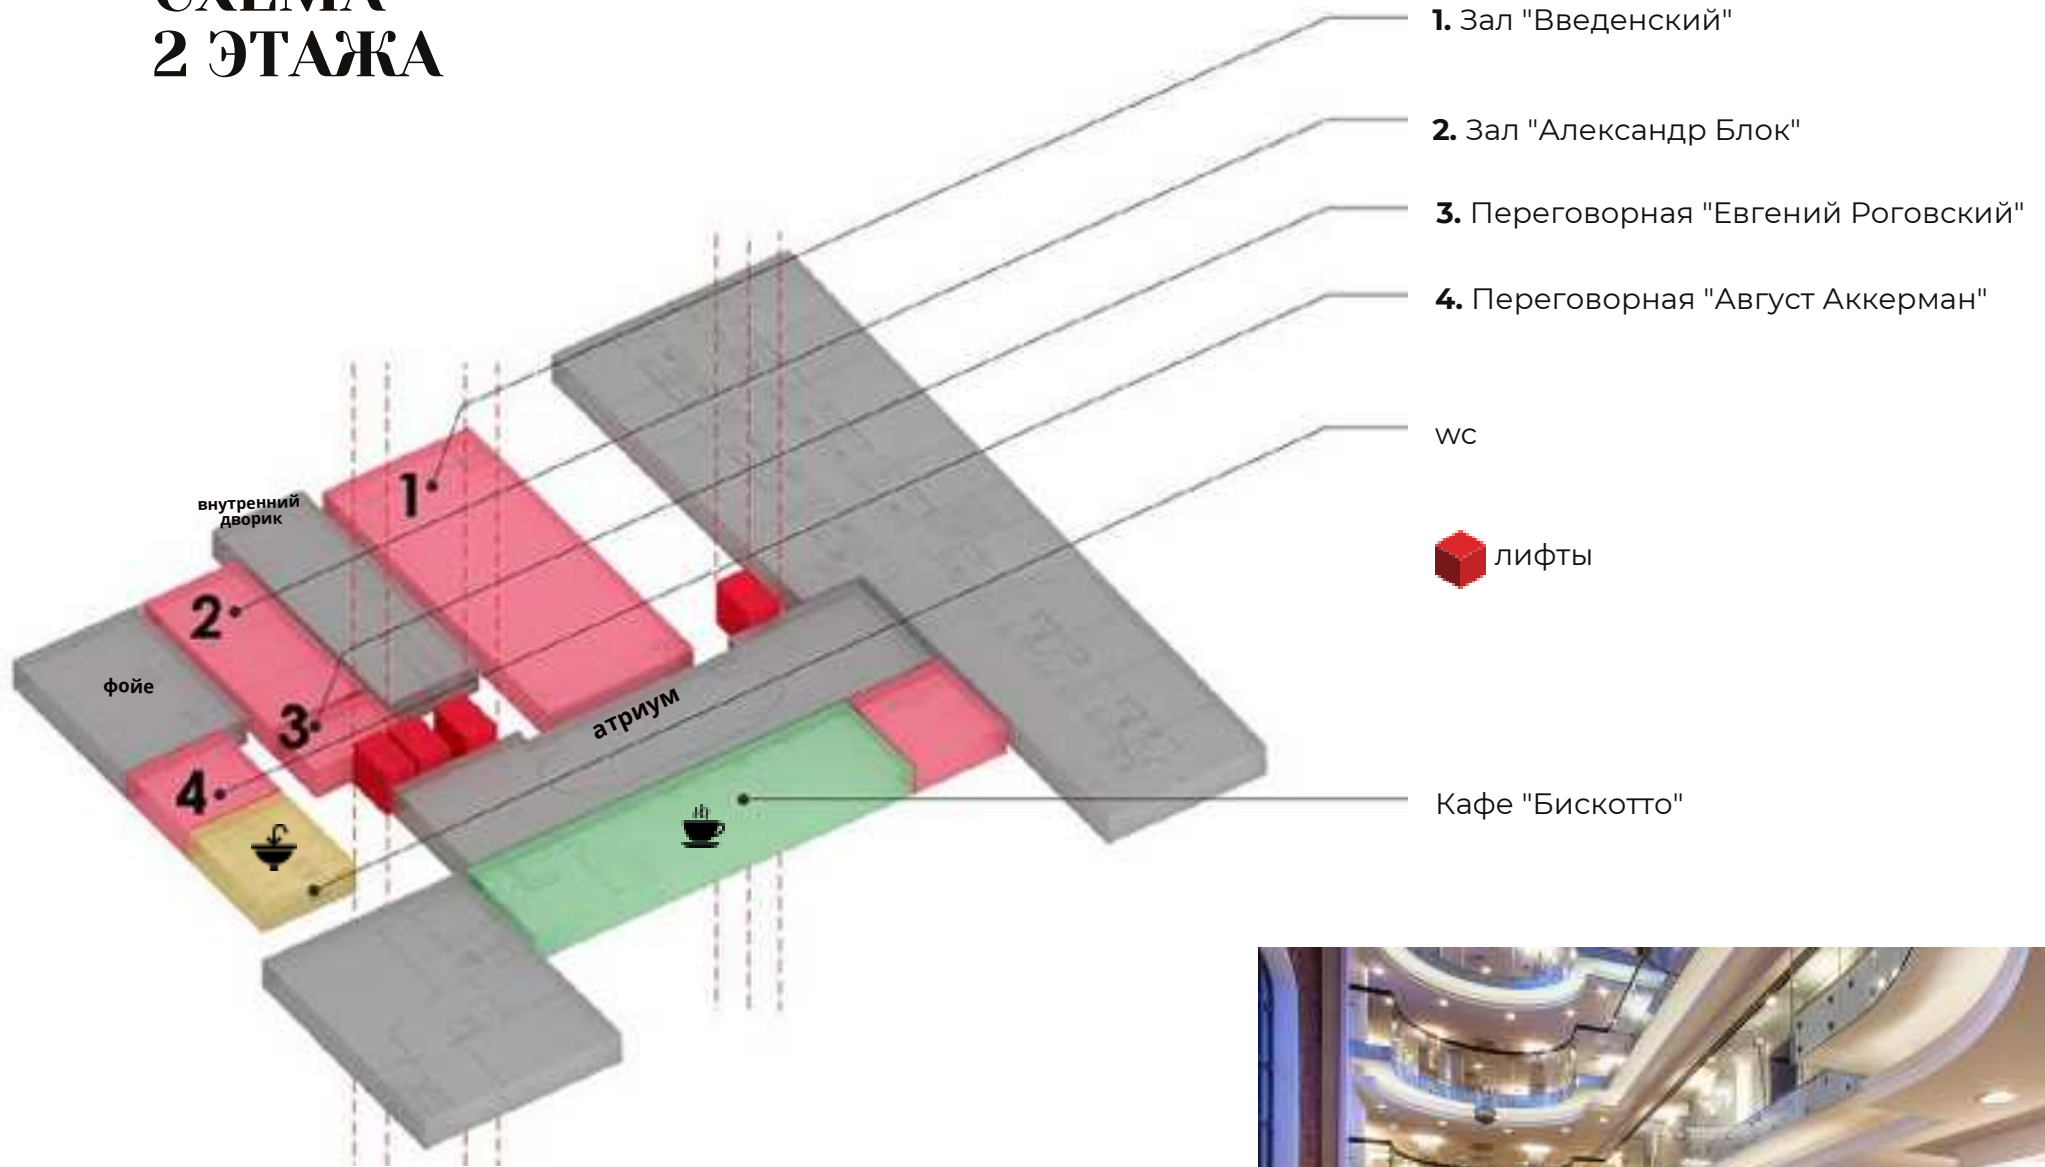 СХЕМА
2 ЭТАЖА
1. Зал "Введенский"
2. Зал "Александр Блок"
3. Переговорная "Евгений Роговский"
4. Переговорная "Август Аккерман"
wc
лифты
Кафе "Бискотто"
1
внутренний
дворик
2
фойе
3
атриум
4